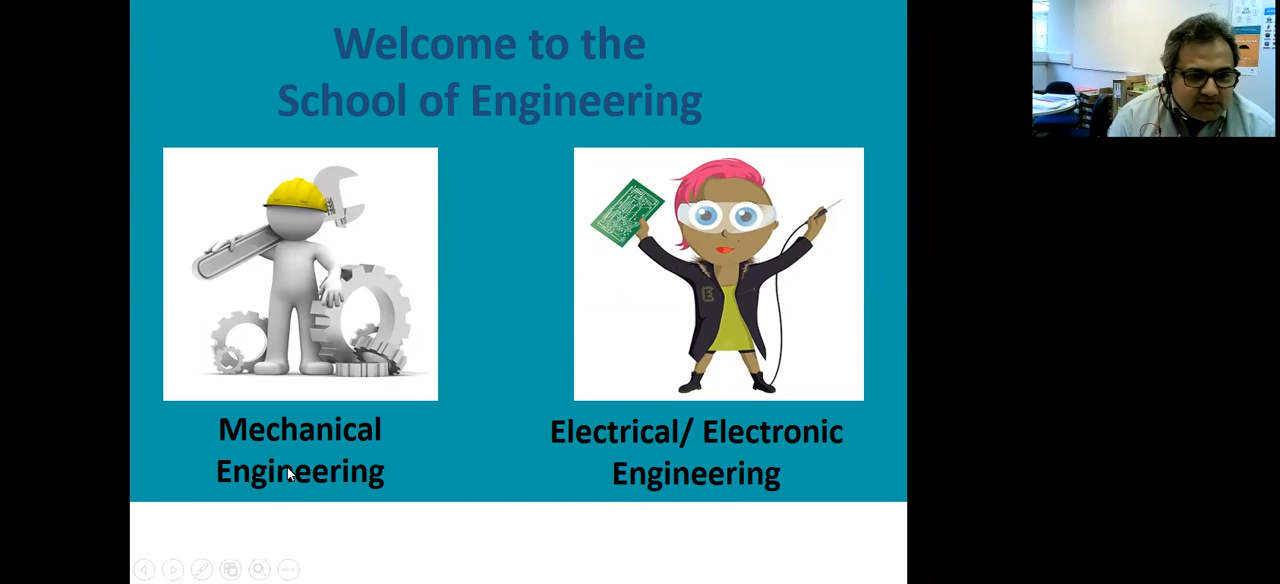 Welcome to the
School of Engineering
Mechanical
Engineering
Electrical/ Electronic
Engineering